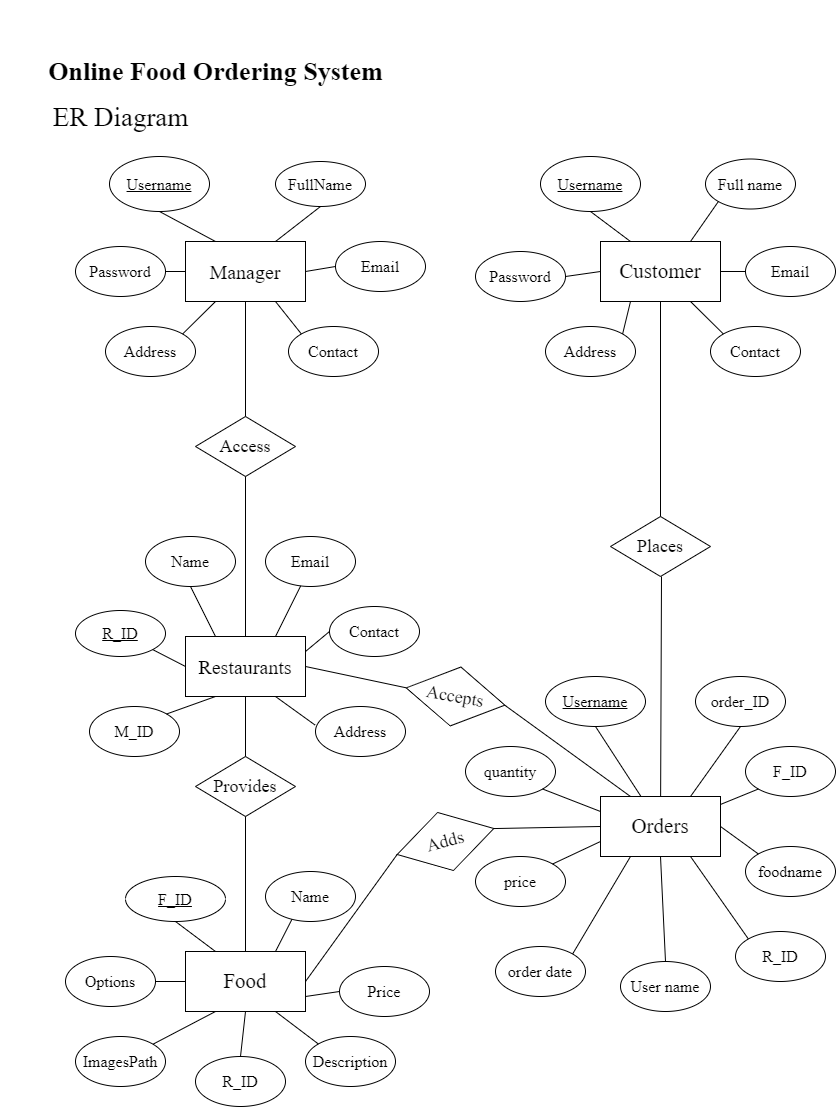 Online Food Ordering System
ER Diagram
Username
FullName
Username
Full name
Password
Manager
Email
Password
Customer
Email
Address
Contact
Address
Contact
Access
Places
Name
Email
R_ID
Contact
Restaurants
Accepts
M_ID
Address
Username
order_ID
Provides
quantity
F_ID
Adds
Orders
foodname
price
F_ID
Name
order date
User name
R_ID
Options
Food
Price
ImagesPath
R_ID
Description